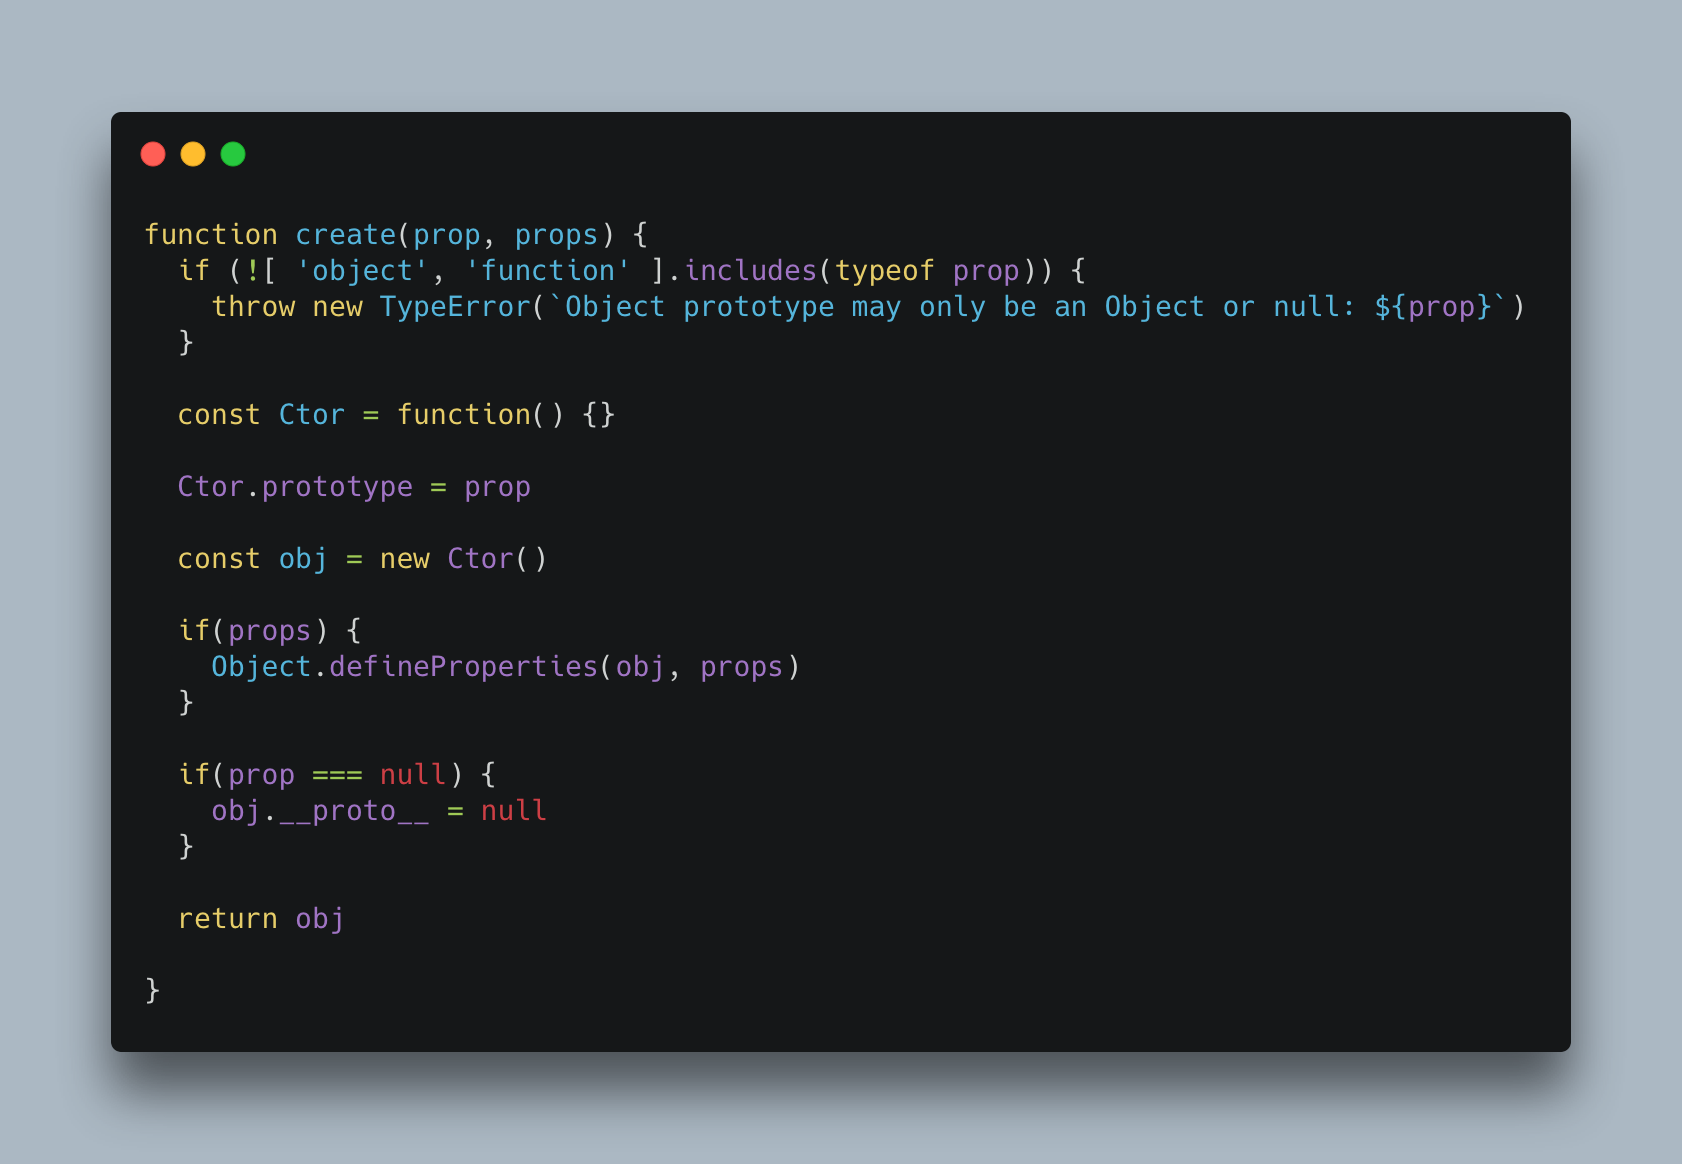 function create(prop, props) {
  if (![ 'object', 'function' ].includes(typeof prop)) {
    throw new TypeError(`Object prototype may only be an Object or null: ${prop}`)
  }

  const Ctor = function() {}

  Ctor.prototype = prop

  const obj = new Ctor()

  if(props) {
    Object.defineProperties(obj, props)
  }

  if(prop === null) {
    obj.__proto__ = null
  }

  return obj

}